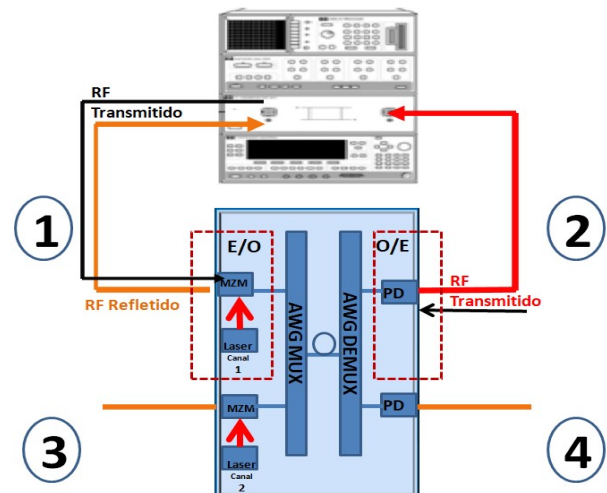 RF
Transmitido
1
2
E/O
O/E
MZM
PD
RF
Transmitido
RF Refletido
Laser
Canal
1
AWG MUX
AWG DEMUX
MZM
PD
3
4
Laser
Canal
2